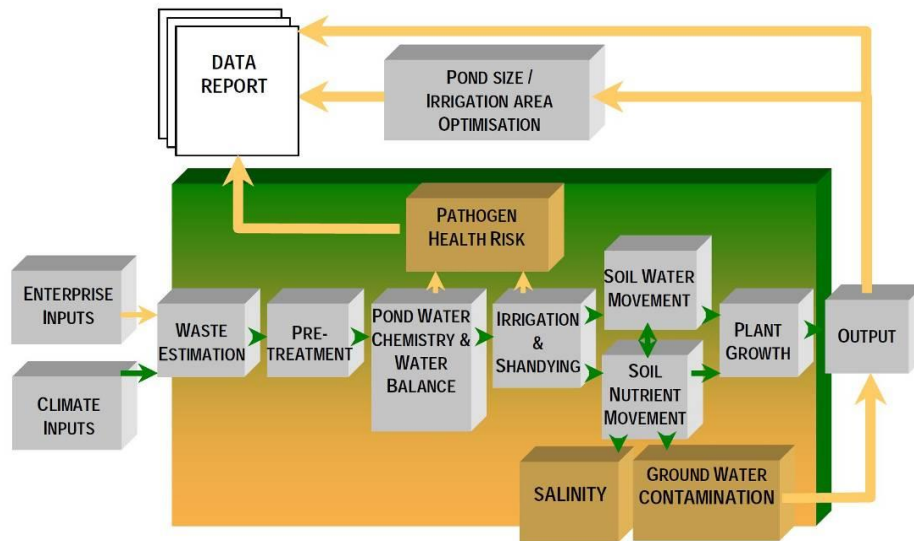 DATA
REPORT
POND SIZE /
IRRIGATION AREA
OPTIMISATION
PATHOGEN
HEALTH RISK
ENTERPRISE
INPUTS
CLIMATE
INPUTS
WASTE
ESTIMATION
PRE-
TREATMENT
POND WATER
CHEMISTRY &
WATER
BALANCE
IRRIGATION
&
SHANDYING
SOIL WATER
MOVEMENT
SOIL
NUTRIENT
MOVEMENT
PLANT
GROWTH
OUTPUT
SALINITY
GROUND WATER
CONTAMINATION